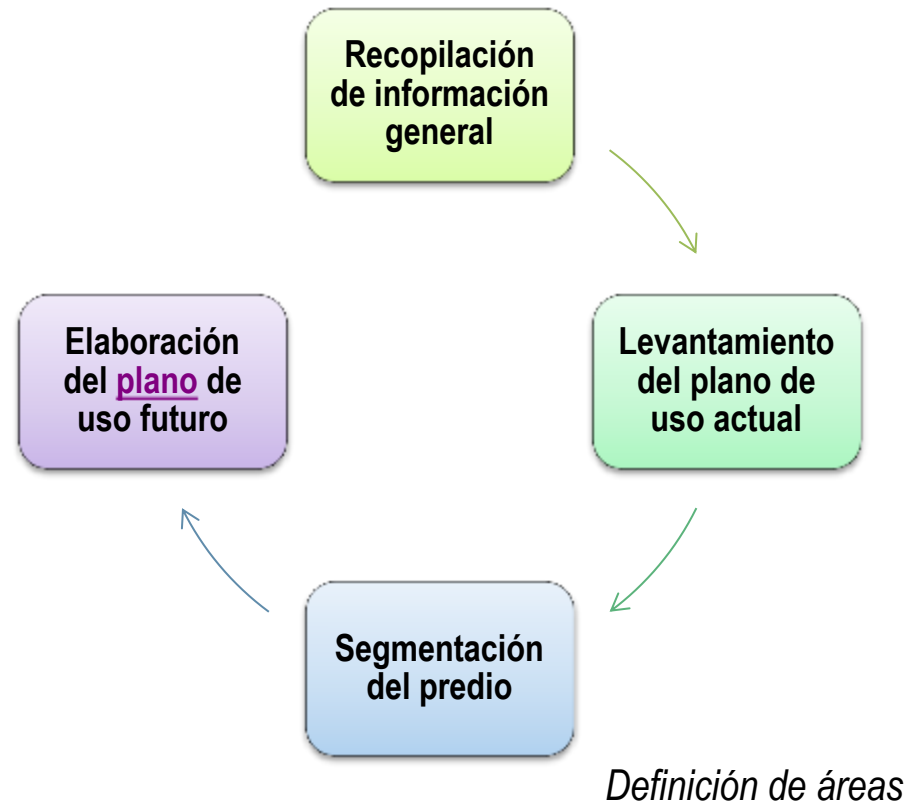 Recopilación
de información
general
Levantamiento
del plano de
uso actual
Segmentación
del predio
Elaboración
del plano de
uso futuro
Definición de áreas